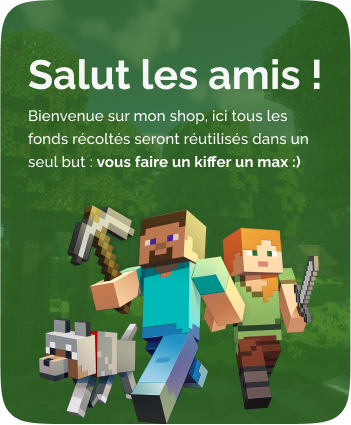 Salut les amis !
Bienvenue sur mon shop, ici tous les
fonds récoltés seront réutilisés dans un
seul but : vous faire un kiffer un max :)